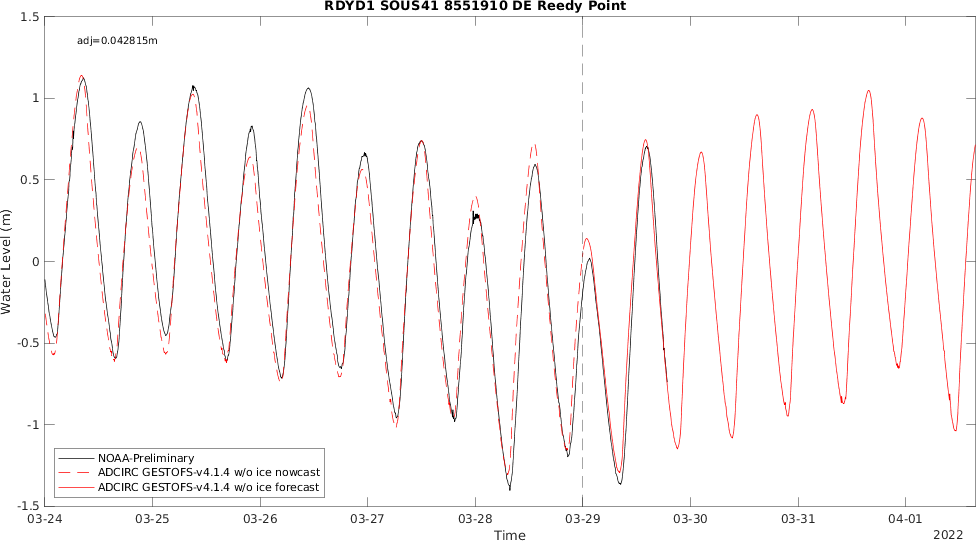 RDYD1 SOUS41 8551910 DE Reedy Point
adj=0.042815m
Water Level (m)
1.5
1
0.5
0
-0.5
-1
-1.5
NOAA-Preliminary
ADCIRC GESTOFS-v4.1.4 w/o ice nowcast
ADCIRC GESTOFS-v4.1.4 w/o ice forecast
03-24 03-25 03-26 03-27 03-28 03-29 03-30 03-31 04-01
Time
2022